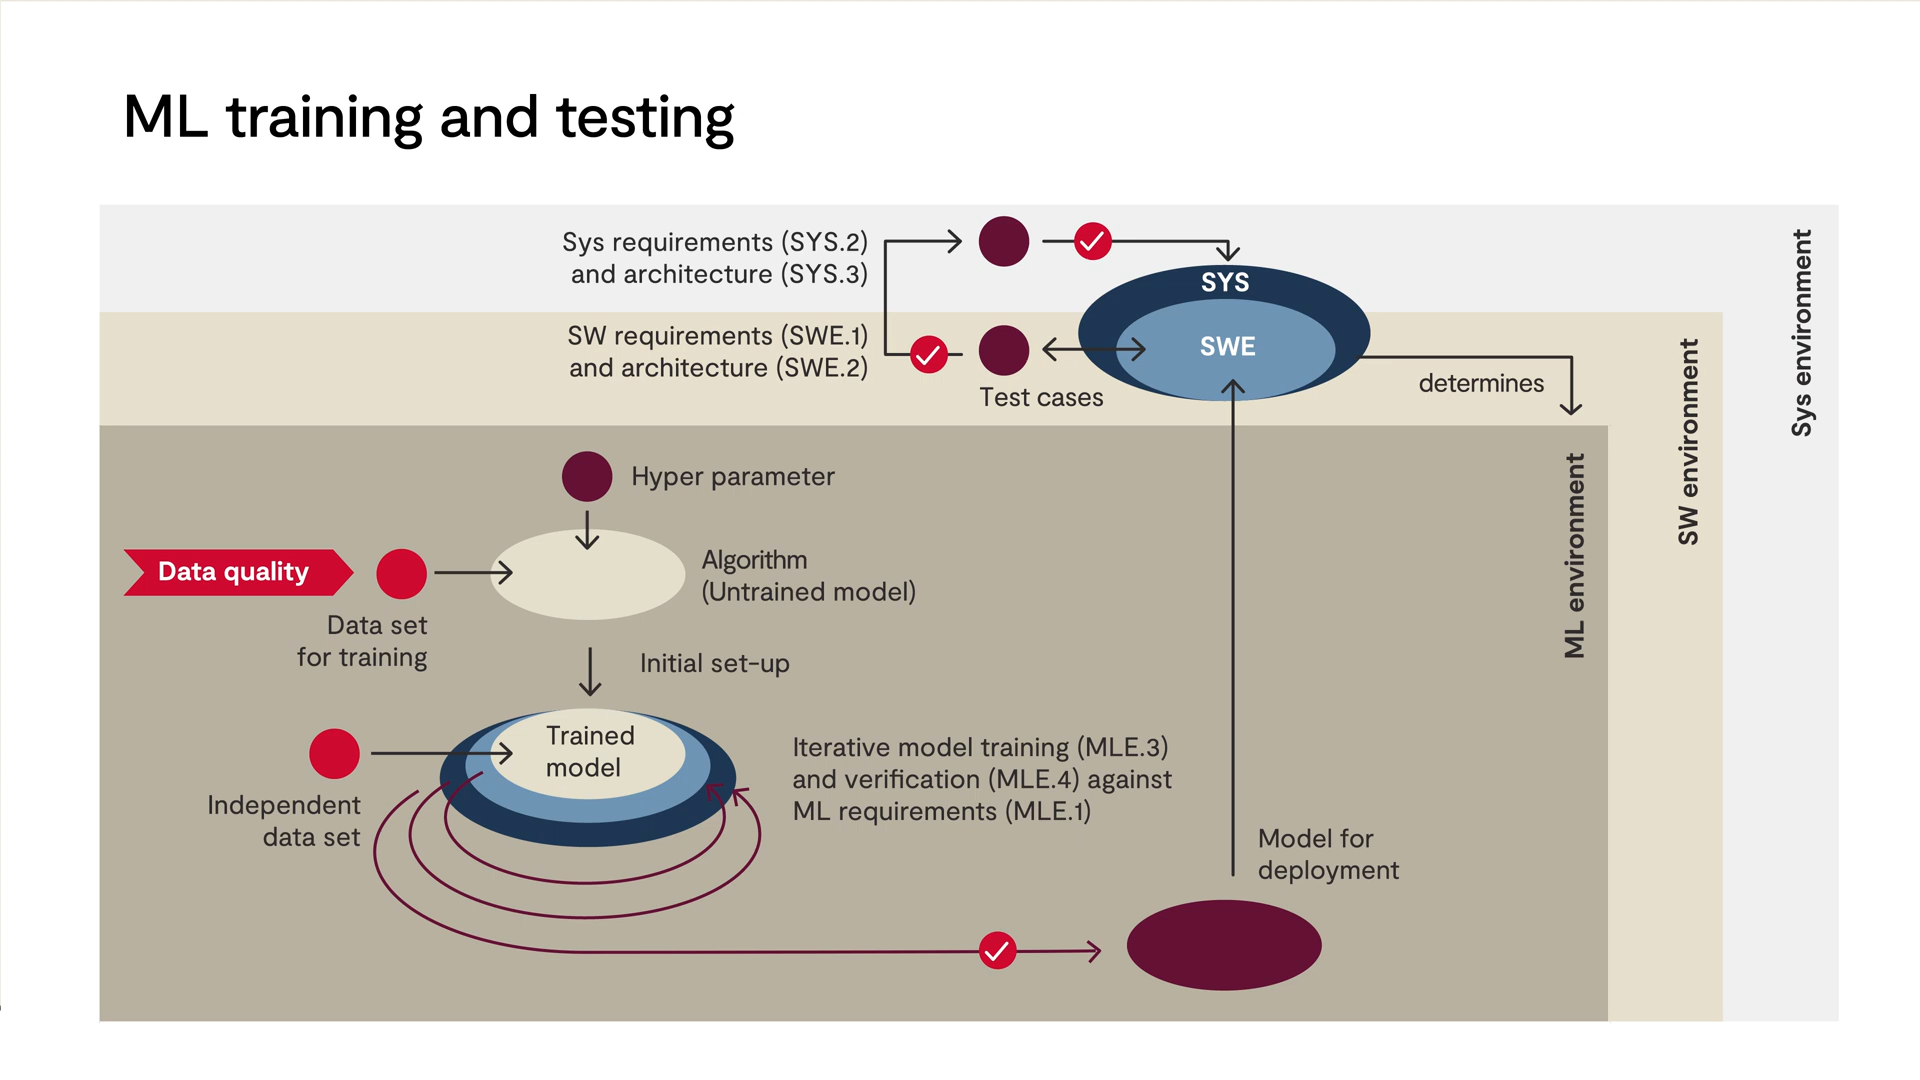 ML training and testing
Sys requirements (SYS.2)
and architecture (SYS.3)
SYS
SW requirements (SWE.1)
and architecture (SWE.2)
SWE
Test cases
determines
Sys environment
SW environment
ML environment
Hyper parameter
Data quality
Algorithm
(Untrained model)
Data set
for training
Initial set-up
Trained
model
Independent
data set
Iterative model training (MLE.3)
and verification (MLE.4) against
ML requirements (MLE.1)
Model for
deployment